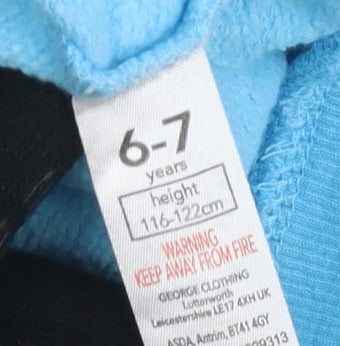 6-7
years
height
116-122cm
WARNING
KEEP AWAY FROM FIRE
GEORGE CLOTHING
Lutterworth
Leicestershire LE17 4XH UK
ASDA, Antrim, BT41 4GY